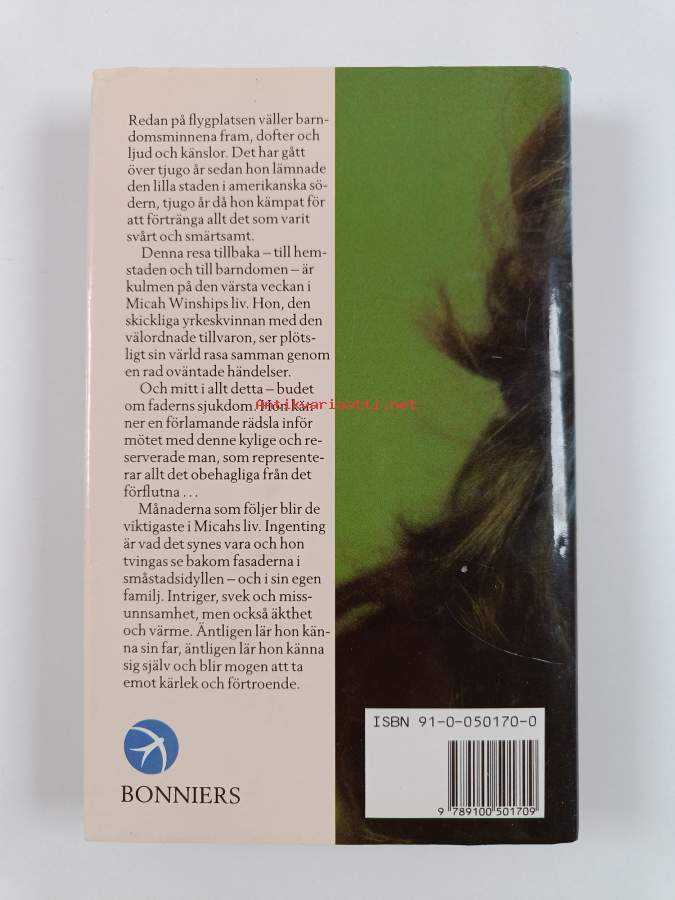 Redan på flygplatsen väller barn-
domsminnena fram, dofter och
ljud och känslor. Det har gått
över tjugo år sedan hon lämnade
den lilla staden i amerikanska sö-
dern, tjugo år då hon kämpat för
att förtränga allt det som varit
svårt och smärtsamt.
Denna resa tillbaka – till hem-
staden och till barndomen – är
kulmen på den värsta veckan i
Micah Winships liv. Hon, den
skickliga yrkeskvinnan med den
välordnade tillvaron, ser plöts-
ligt sin värld rasa samman genom
en rad oväntade händelser.
Och mitt i allt detta – budet
om faderns sjukdom. Hon kän-
ner en förlamande rädsla inför
mötet med denne kylige och re-
serverade man, som represente-
rar allt det obehagliga från det
förflutna ...
Månaderna som följer blir de
viktigaste i Micahs liv. Ingenting
är vad det synes vara och hon
tvingas se bakom fasaderna i
småstadsidyllen – och i sin egen
familj. Intriger, svek och miss-
unnsamhet, men också äkthet
och värme. Äntligen lär hon kän-
na sin far, äntligen lär hon känna
sig själv och blir mogen att ta
emot kärlek och förtroende.
BONNIERS
ISBN 91-0-050170-0
9 789100 501709
Antikvariaatti.net